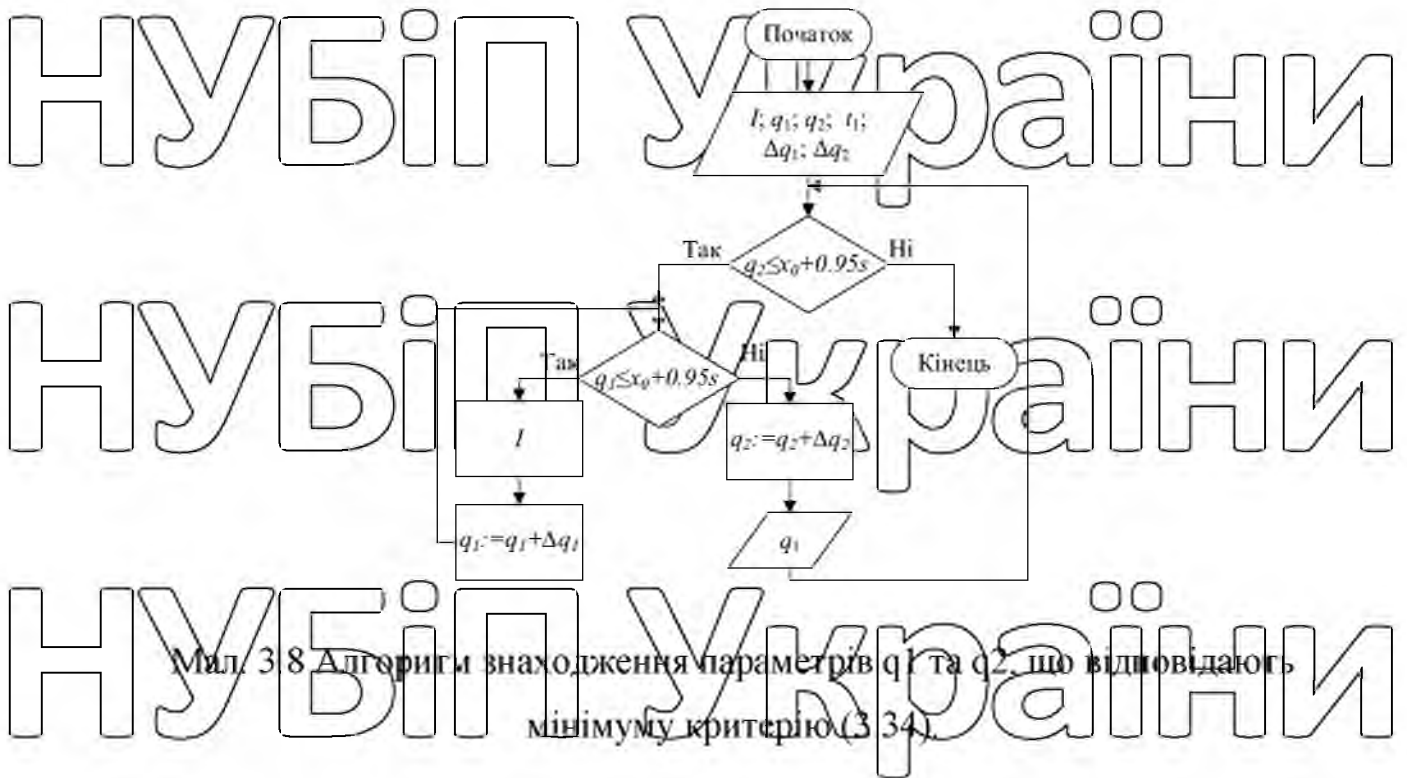 НУБІП України
Початок
I; q₁; q₂; t₁;
Δq₁; Δq₂
Так
q₂≤x₀+0.95s
Ні
НУБІП України
Так
q₁≤x₀+0.95s
Ні
Кінець
I
q₂:=q₂+Δq₂
q₁:=q₁+Δq₁
q₁
НУБІП України
Мал. 3.8 Алгоритм знаходження параметрів q1 та q2, що відповідають
мінімуму критерію (3.34).